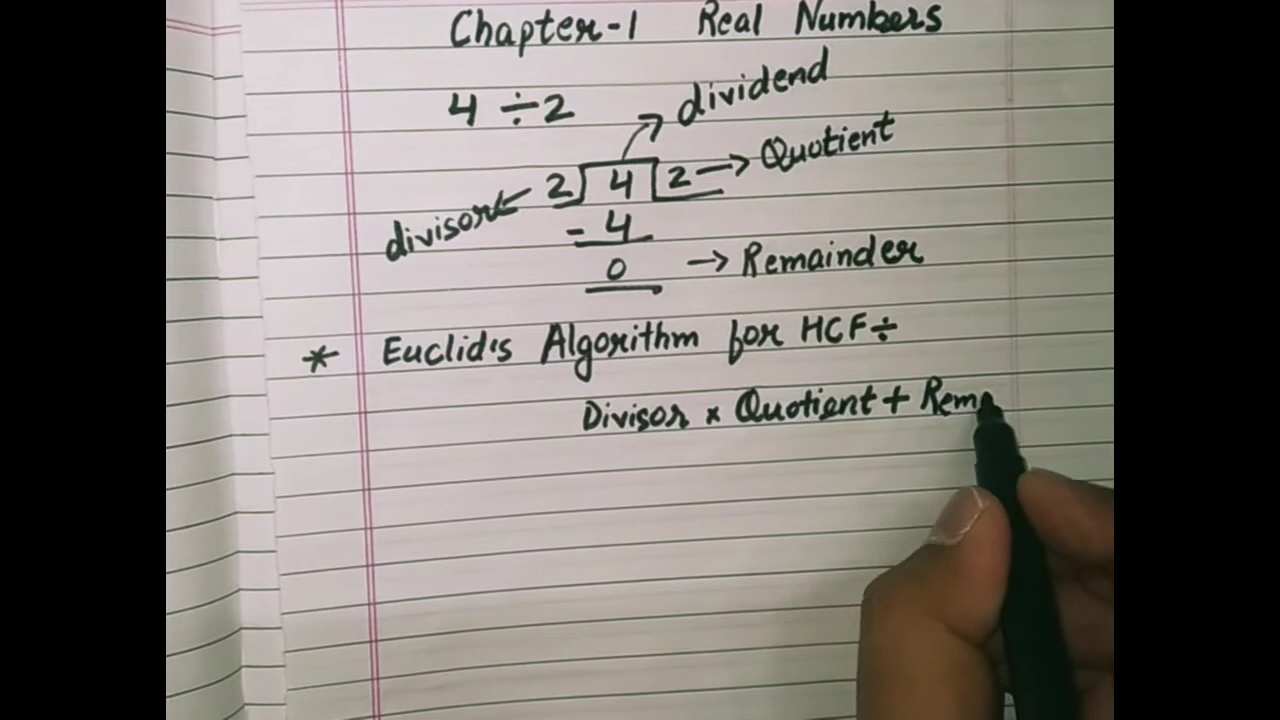 Chapter-1 Real Numbers
4 ÷ 2
dividend
Quotient
2 4 2
divisor
- 4
0 → Remainder
* Euclid's Algorithm for HCF÷
Divisor × Quotient + Rem